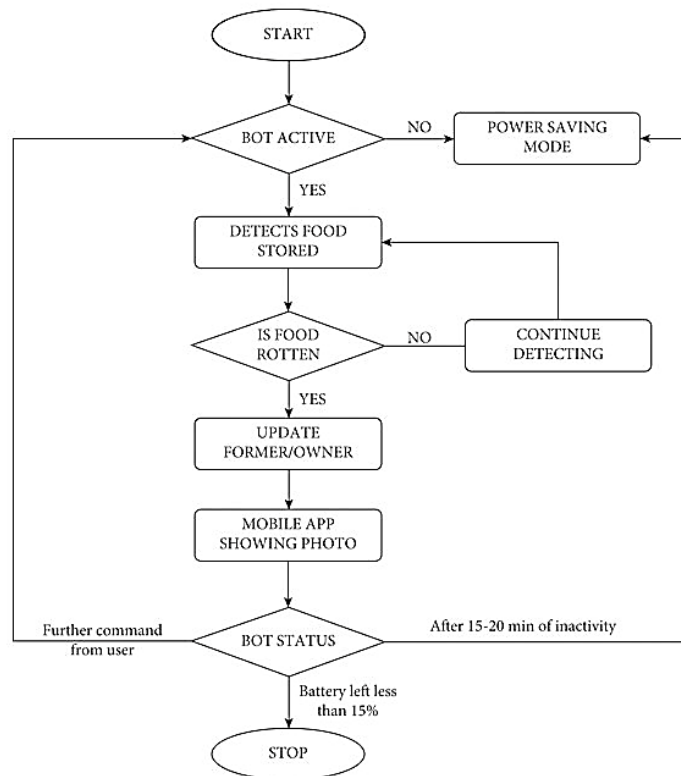 START
BOT ACTIVE
NO
POWER SAVING
MODE
YES
DETECTS FOOD
STORED
IS FOOD
ROTTEN
NO
CONTINUE
DETECTING
YES
UPDATE
FORMER/OWNER
MOBILE APP
SHOWING PHOTO
Further command
from user
BOT STATUS
After 15-20 min of inactivity
Battery left less
than 15%
STOP